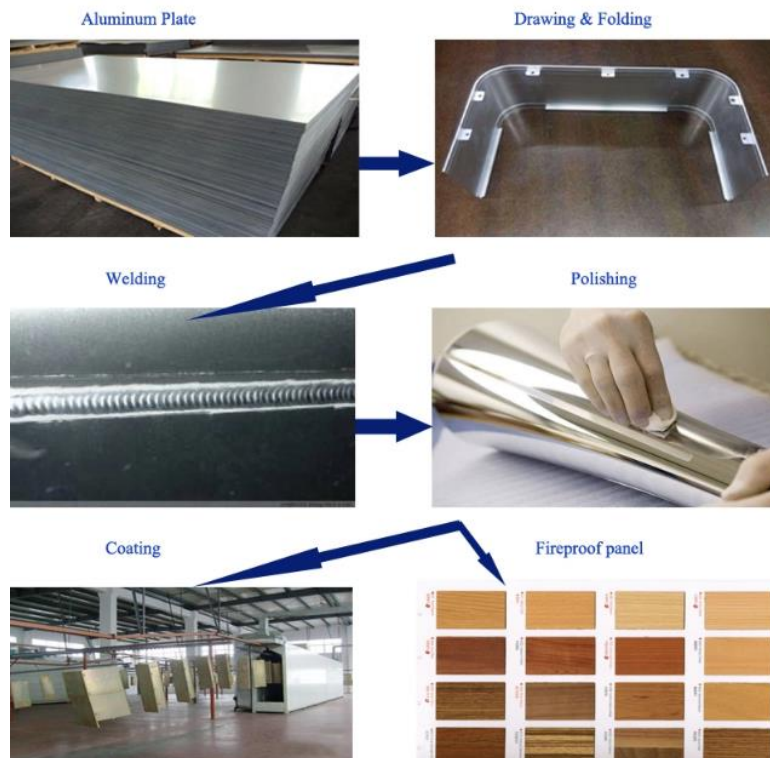 Aluminum Plate
Drawing & Folding
Welding
Polishing
Coating
Fireproof panel